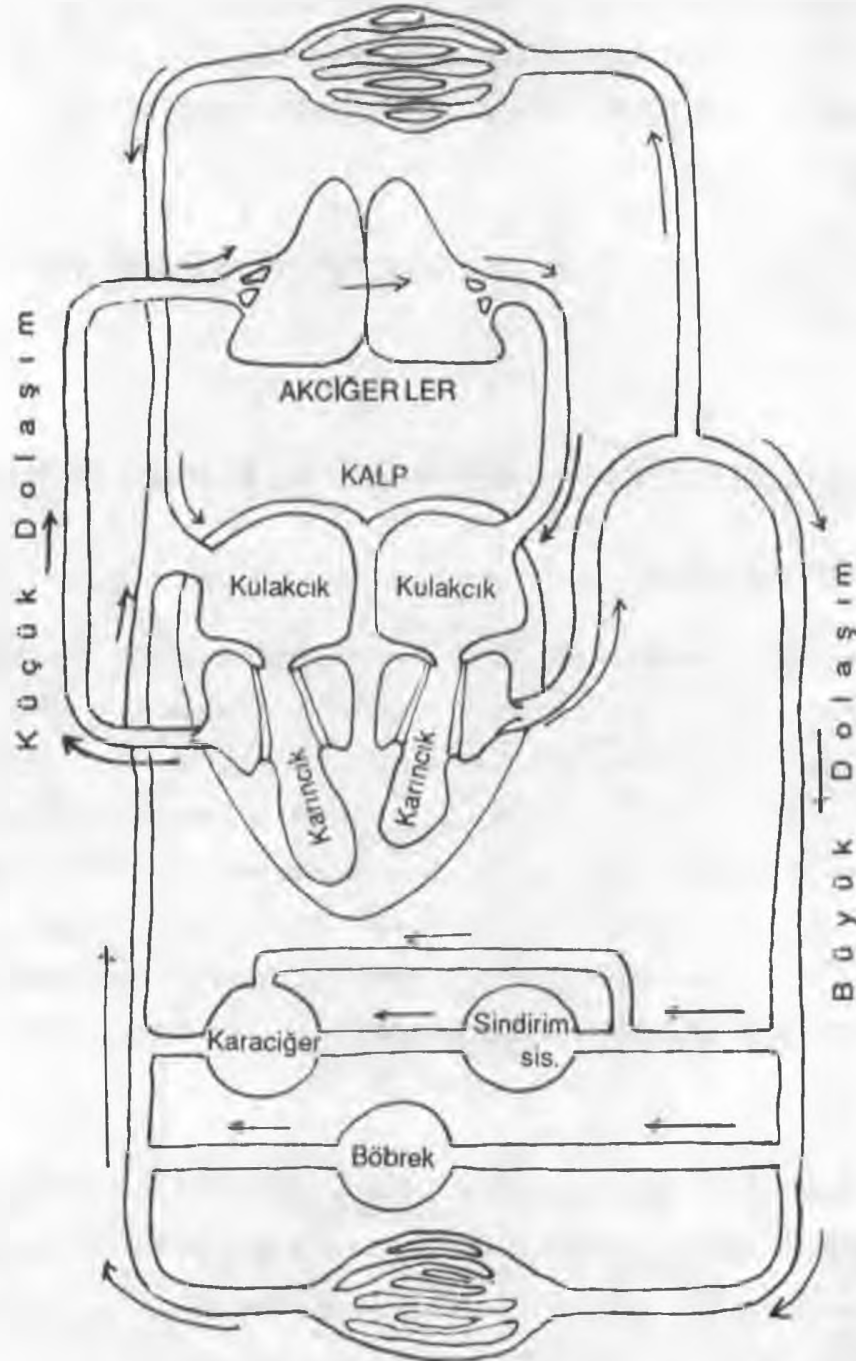 AKCİĞERLER
KALP
Küçük Dolaşım
Kulakcık
Kulakcık
Karıncık
Karıncık
Büyük Dolaşım
Karaciğer
Sindirim
sis.
Böbrek